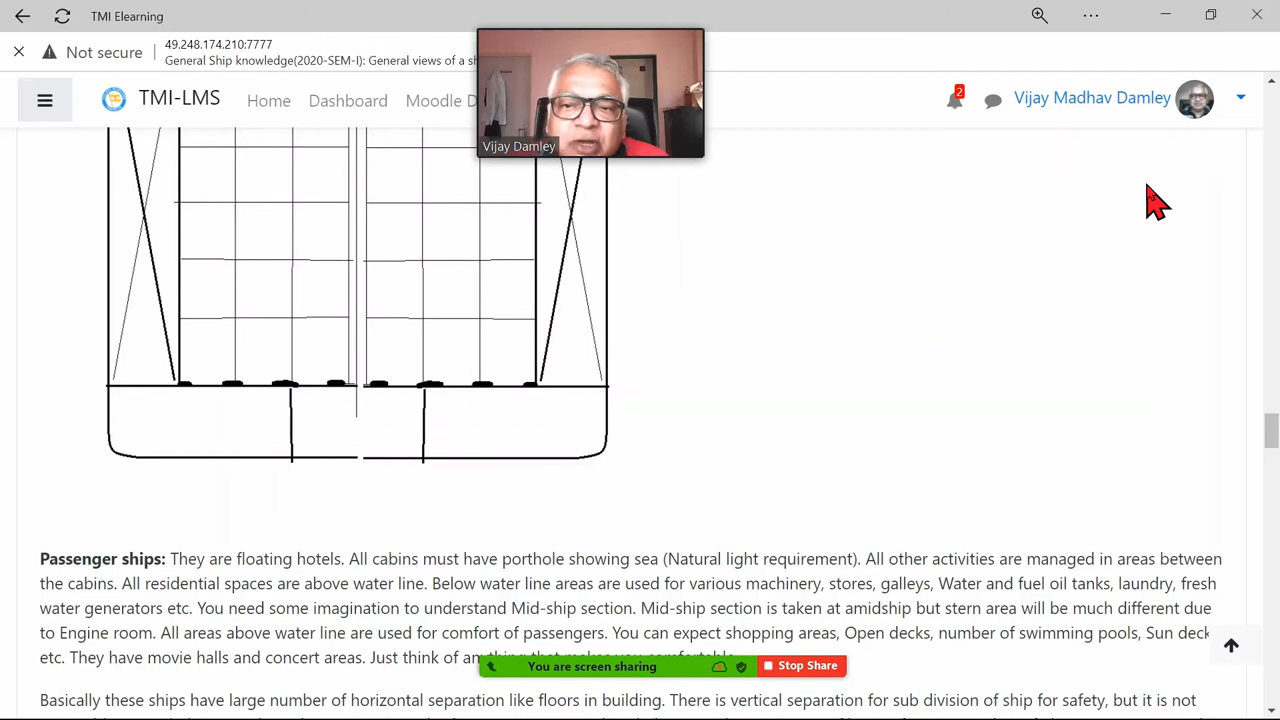 TMI Elearning
Not secure
49.248.174.210:7777
General Ship knowledge(2020-SEM-I): General views of a
TMI-LMS
Home
Dashboard
Moodle
2
Vijay Madhav Damley
Vijay Damley
Passenger ships: They are floating hotels. All cabins must have porthole showing sea (Natural light requirement). All other activities are managed in areas between
the cabins. All residential spaces are above water line. Below water line areas are used for various machinery, stores, galleys, Water and fuel oil tanks, laundry, fresh
water generators etc. You need some imagination to understand Mid-ship section. Mid-ship section is taken at amidship but stern area will be much different due
to Engine room. All areas above water line are used for comfort of passengers. You can expect shopping areas, Open decks, number of swimming pools, Sun deck
etc. They have movie halls and concert areas. Just think of
You are screen sharing
Stop Share
Basically these ships have large number of horizontal separation like floors in building. There is vertical separation for sub division of ship for safety, but it is not